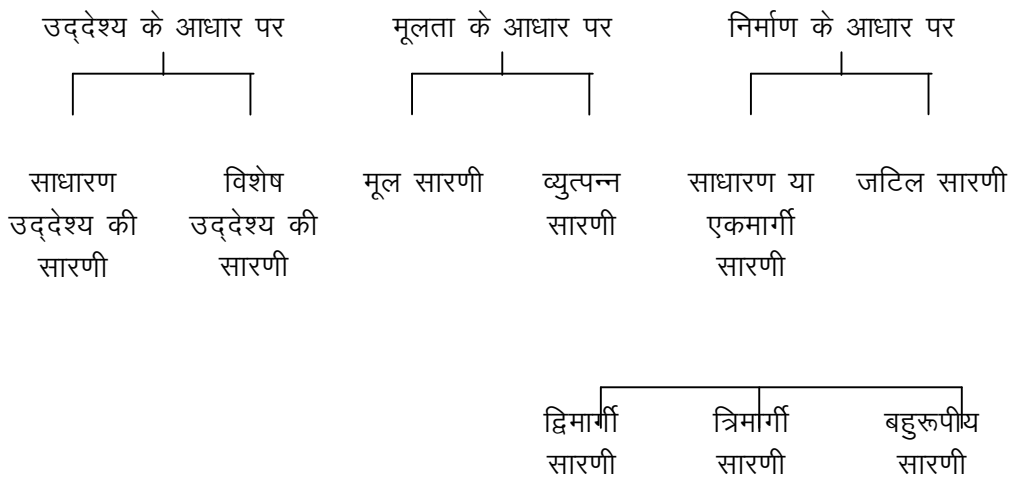 उद्देश्य के आधार पर
मूलता के आधार पर
निर्माण के आधार पर
साधारण
उद्देश्य की
सारणी
विशेष
उद्देश्य की
सारणी
मूल सारणी
व्युत्पन्न
सारणी
साधारण या
एकमार्गी
सारणी
जटिल सारणी
द्विमार्गी
सारणी
त्रिमार्गी
सारणी
बहुरूपीय
सारणी